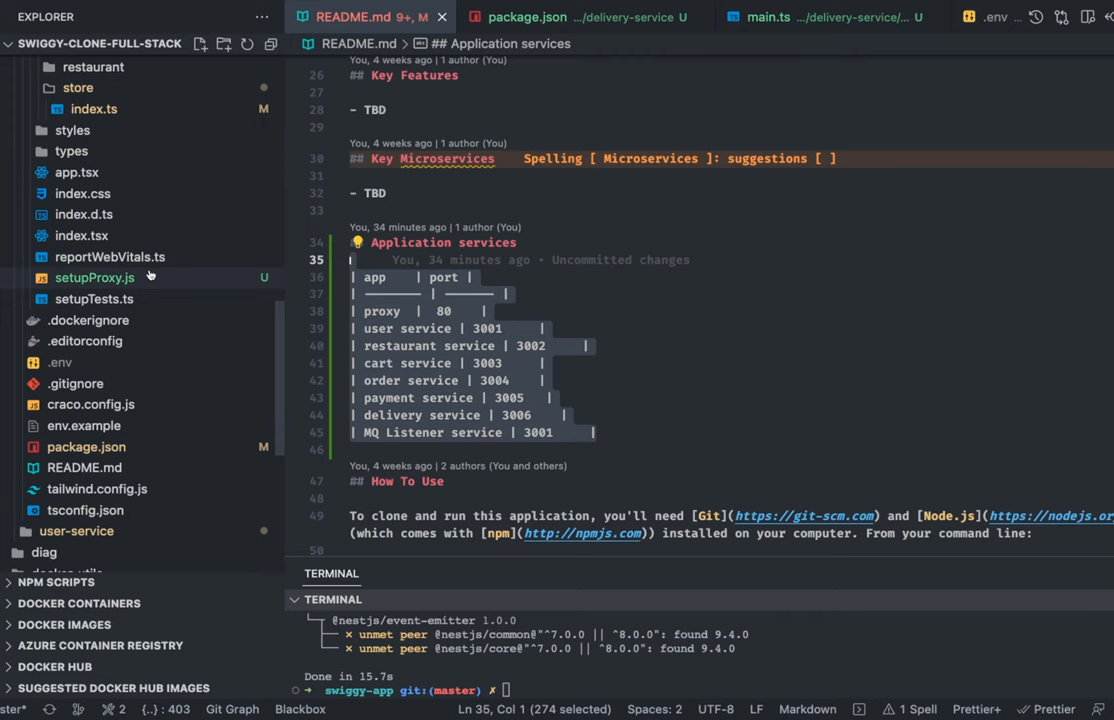 EXPLORER
SWIGGY-CLONE-FULL-STACK
restaurant
store
index.ts M
styles
types
app.tsx
index.css
index.d.ts
index.tsx
reportWebVitals.ts
setupProxy.js U
setupTests.ts
.dockerignore
.editorconfig
.env
.gitignore
craco.config.js
env.example
package.json M
README.md
tailwind.config.js
tsconfig.json
user-service
diag
NPM SCRIPTS
DOCKER CONTAINERS
DOCKER IMAGES
AZURE CONTAINER REGISTRY
DOCKER HUB
SUGGESTED DOCKER HUB IMAGES
README.md 9+, M package.json .../delivery-service U main.ts .../delivery-service/... U .env ...
README.md > ## Application services
You, 4 weeks ago | 1 author (You)
26 ## Key Features
27
28 - TBD
29
You, 4 weeks ago | 1 author (You)
30 ## Key Microservices Spelling [ Microservices ]: suggestions [ ]
31
32 - TBD
33
You, 34 minutes ago | 1 author (You)
34 ## Application services
35 You, 34 minutes ago • Uncommitted changes
36 | app | port |
37 | ------- | ------- |
38 | proxy | 80 |
39 | user service | 3001 |
40 | restaurant service | 3002 |
41 | cart service | 3003 |
42 | order service | 3004 |
43 | payment service | 3005 |
44 | delivery service | 3006 |
45 | MQ Listener service | 3001 |
46
You, 4 weeks ago | 2 authors (You and others)
47 ## How To Use
48
49 To clone and run this application, you'll need [Git](https://git-scm.com) and [Node.js](https://nodejs.or
(which comes with [npm](http://npmjs.com)) installed on your computer. From your command line:
50
TERMINAL
TERMINAL
└─┬ @nestjs/event-emitter 1.0.0
├── ✕ unmet peer @nestjs/common@"^7.0.0 || ^8.0.0": found 9.4.0
└── ✕ unmet peer @nestjs/core@"^7.0.0 || ^8.0.0": found 9.4.0
Done in 15.7s
➜ swiggy-app git:(master) ✗
ster* 2 {..} : 403 Git Graph Blackbox Ln 35, Col 1 (274 selected) Spaces: 2 UTF-8 LF Markdown 1 Spell Prettier+ Prettier